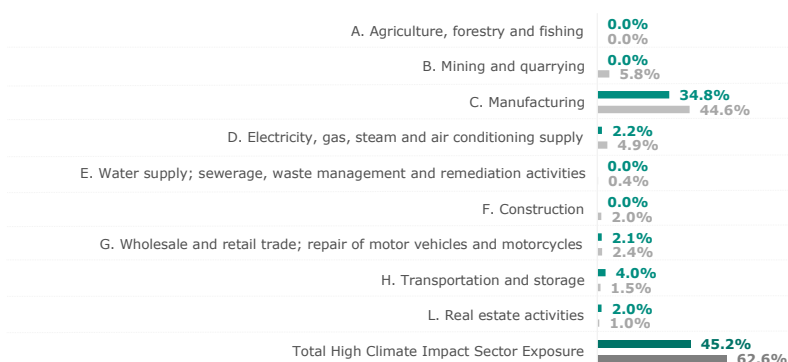 A. Agriculture, forestry and fishing 0.0%
0.0%
B. Mining and quarrying 0.0%
5.8%
C. Manufacturing 34.8%
44.6%
D. Electricity, gas, steam and air conditioning supply 2.2%
4.9%
E. Water supply; sewerage, waste management and remediation activities 0.0%
0.4%
F. Construction 0.0%
2.0%
G. Wholesale and retail trade; repair of motor vehicles and motorcycles 2.1%
2.4%
H. Transportation and storage 4.0%
1.5%
L. Real estate activities 2.0%
1.0%
Total High Climate Impact Sector Exposure 45.2%
62.6%